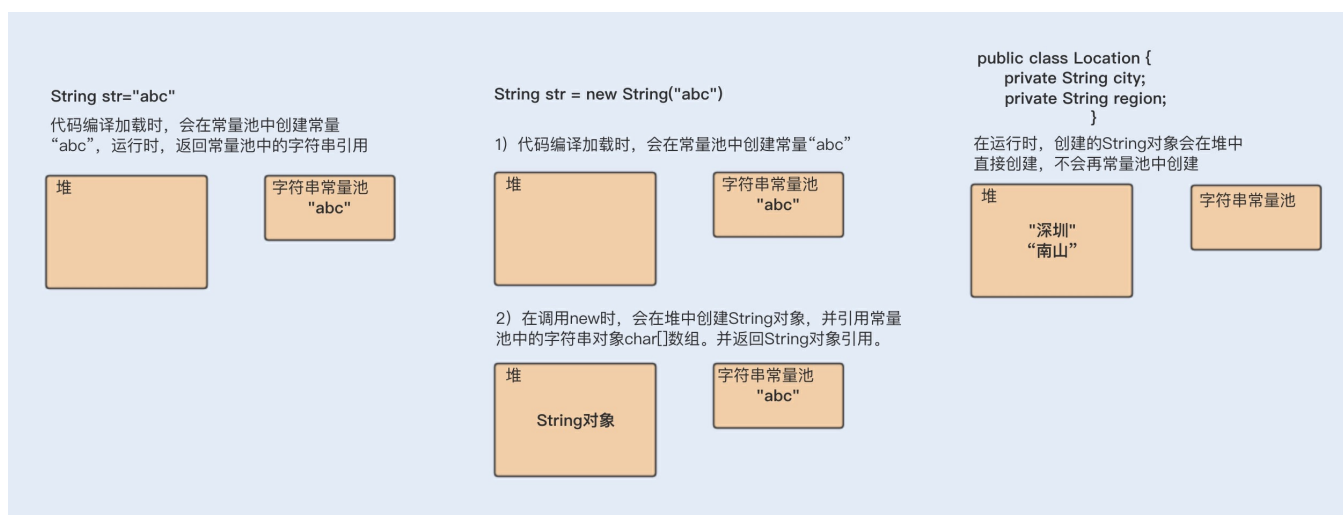 String str="abc"
代码编译加载时，会在常量池中创建常量
“abc”，运行时，返回常量池中的字符串引用
堆
字符串常量池
"abc"
String str = new String("abc")
1）代码编译加载时，会在常量池中创建常量“abc”
堆
字符串常量池
"abc"
2）在调用new时，会在堆中创建String对象，并引用常量
池中的字符串对象char[]数组。并返回String对象引用。
堆
String对象
字符串常量池
"abc"
public class Location {
private String city;
private String region;
}
在运行时，创建的String对象会在堆中
直接创建，不会再常量池中创建
堆
"深圳"
“南山”
字符串常量池